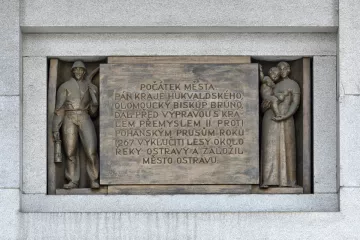 POČÁTEK MĚSTA
PÁN KRAJE HUKVALDSKÉHO,
OLOMOUCKÝ BISKUP BRUNO,
DAL PŘED VÝPRAVOU S KRÁ-
LEM PŘEMYSLEM II PROTI
POHANSKÝM PRUSŮM ROKU
1267 VYKLUČITI LESY OKOLO
ŘEKY OSTRAVY A ZALOŽIL
MĚSTO OSTRAVU